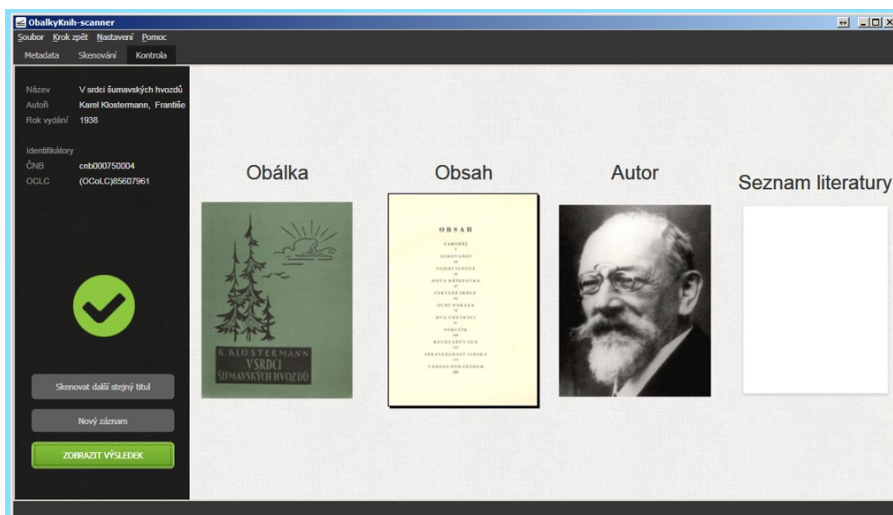 ObalkyKnih-scanner
Soubor Krok zpět Nastavení Pomoc
Metadata Skenování Kontrola
Název V srdci šumavských hvozdů
Autoři Karel Klostermann, Františe
Rok vydání 1938
Identifikátory
ČNB cnb000750004
OCLC (OCoLC)85607961
Skenovat další stejný titul
Nový záznam
ZOBRAZIT VÝSLEDEK
Obálka
K. KLOSTERMANN
V SRDCI
ŠUMAVSKÝCH HVOZDŮ
Obsah
OBSAH
ČARODĚJ
Autor
Seznam literatury